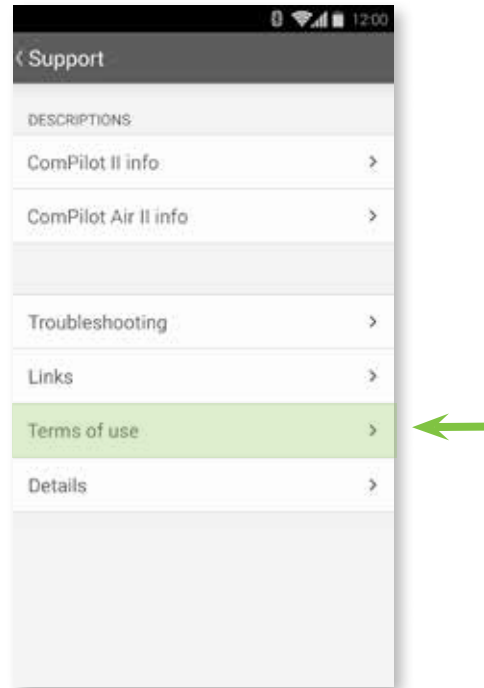 12:00
Support
DESCRIPTIONS
ComPilot II info
ComPilot Air II info
Troubleshooting
Links
Terms of use
Details